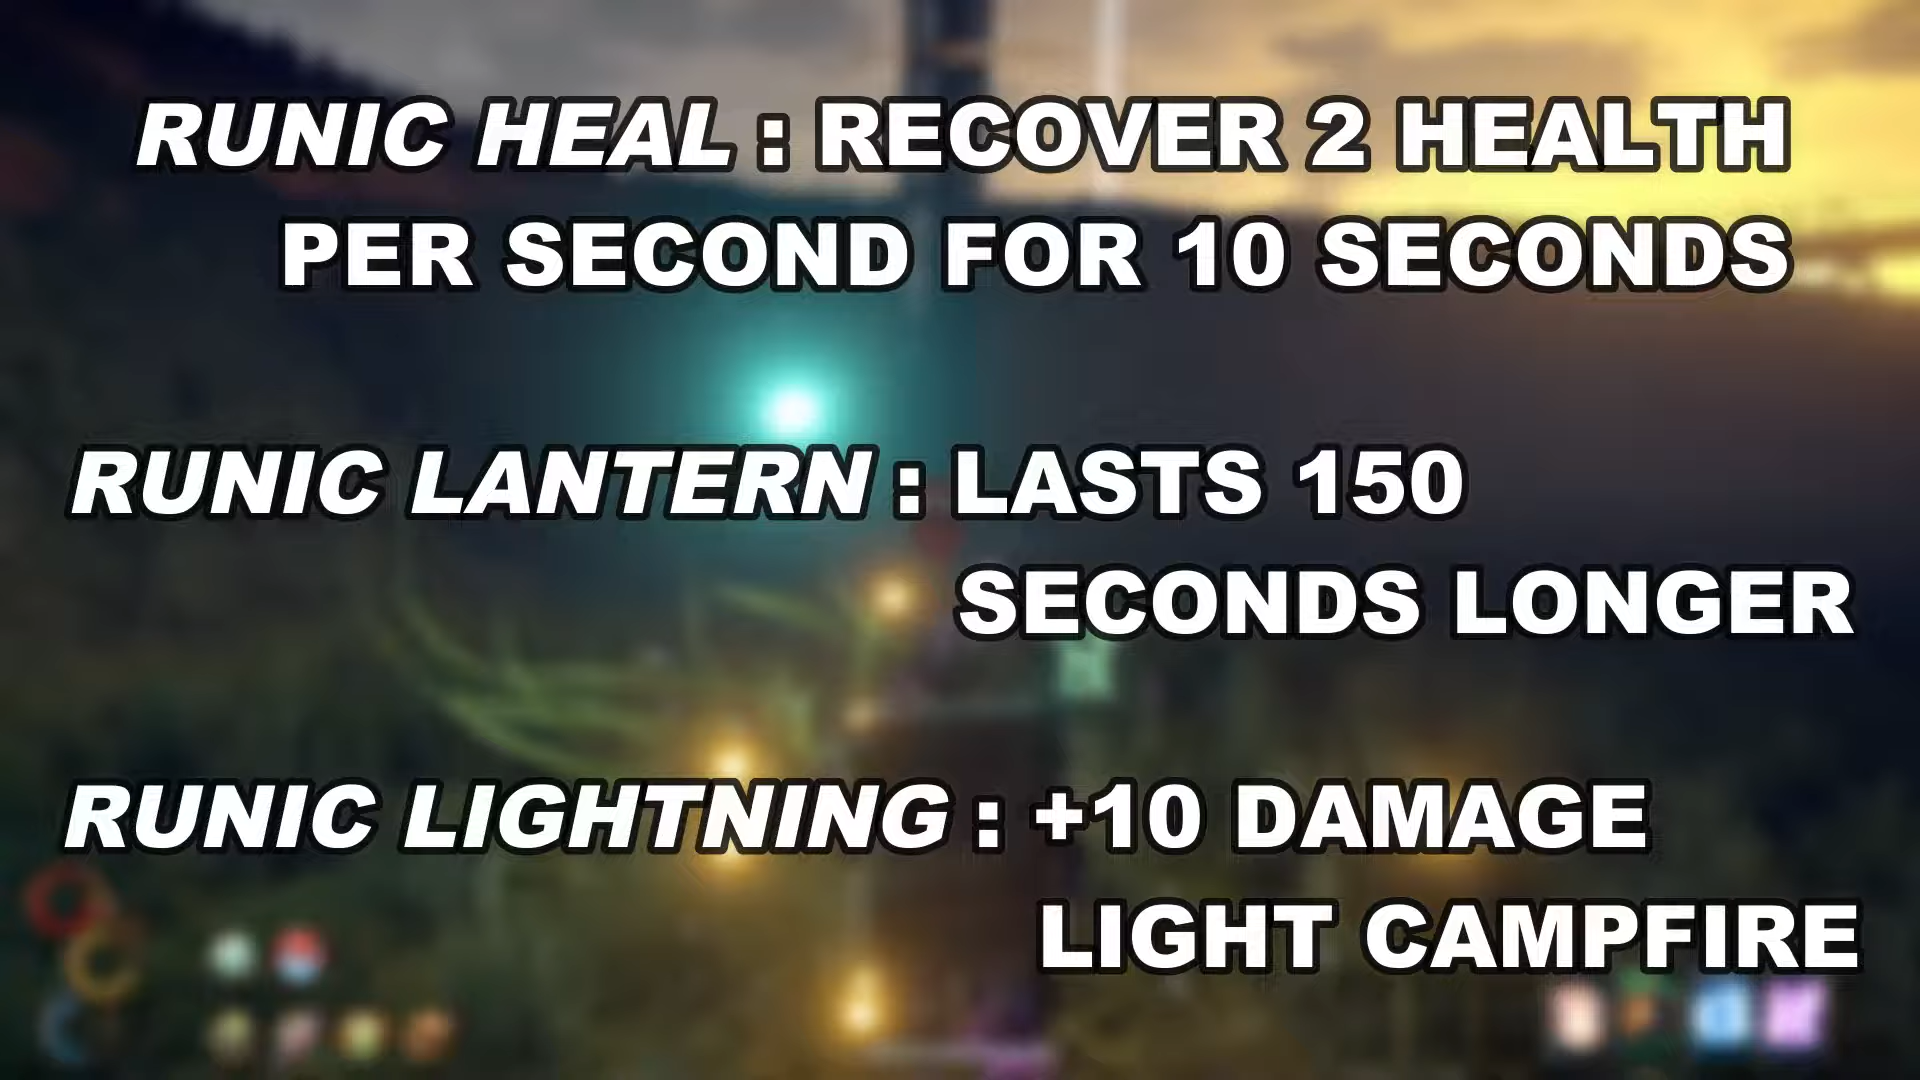 RUNIC HEAL : RECOVER 2 HEALTH
PER SECOND FOR 10 SECONDS
RUNIC LANTERN : LASTS 150
SECONDS LONGER
RUNIC LIGHTNING : +10 DAMAGE
LIGHT CAMPFIRE